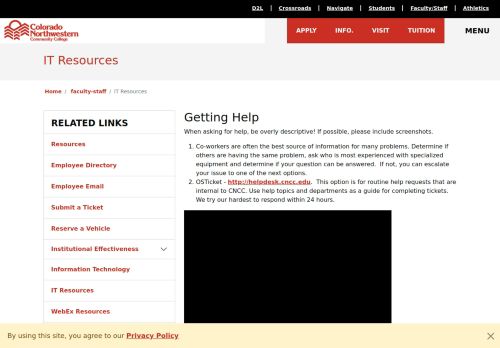 D2L | Crossroads | Navigate | Students | Faculty/Staff | Athletics
Colorado
Northwestern
Community College
APPLY INFO. VISIT TUITION MENU
IT Resources
Home / faculty-staff / IT Resources
RELATED LINKS
Resources
Employee Directory
Employee Email
Submit a Ticket
Reserve a Vehicle
Institutional Effectiveness
Information Technology
IT Resources
WebEx Resources
Getting Help
When asking for help, be overly descriptive! If possible, please include screenshots.
1. Co-workers are often the best source of information for many problems. Determine if
others are having the same problem, ask who is most experienced with specialized
equipment and determine if your question can be answered. If not, you can escalate
your issue to one of the next options.
2. OSTicket - http://helpdesk.cncc.edu. This option is for routine help requests that are
internal to CNCC. Use help topics and departments as a guide for completing tickets.
We try our hardest to respond within 24 hours.
By using this site, you agree to our Privacy Policy